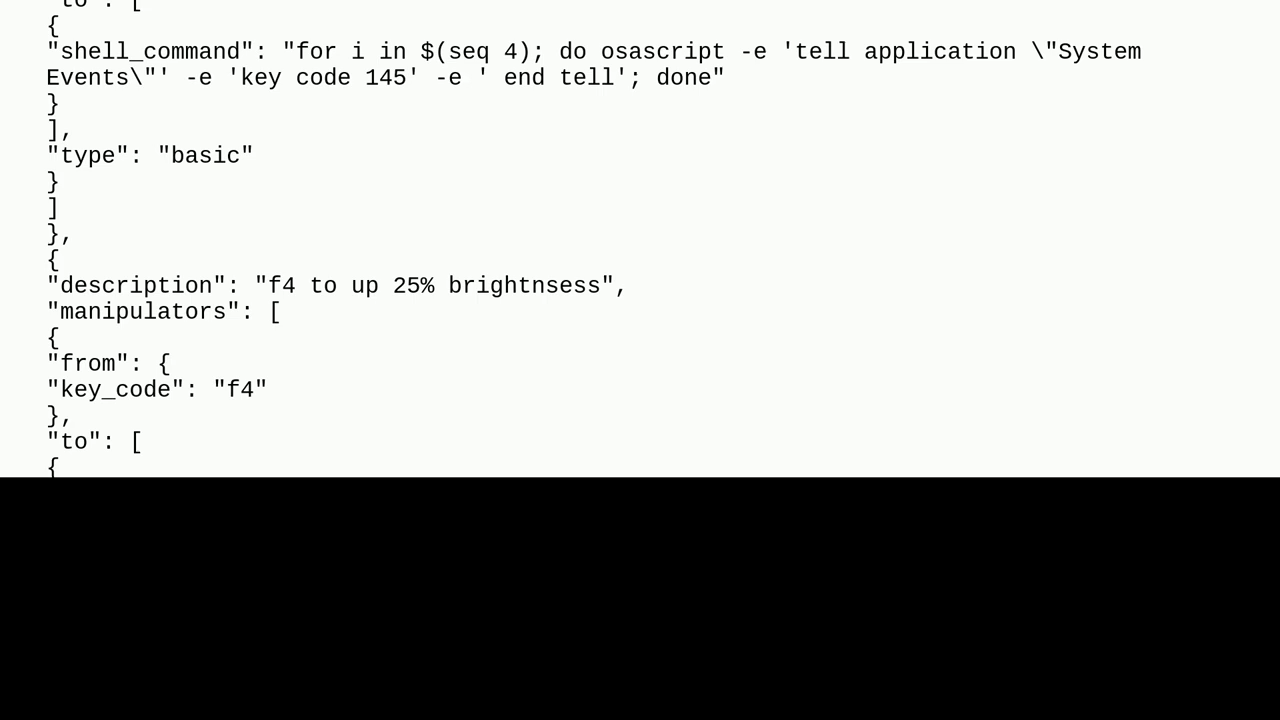 "to": [
{
"shell_command": "for i in $(seq 4); do osascript -e 'tell application \"System
Events\"' -e 'key code 145' -e ' end tell'; done"
}
],
"type": "basic"
}
]
},
{
"description": "f4 to up 25% brightnsess",
"manipulators": [
{
"from": {
"key_code": "f4"
},
"to": [
{